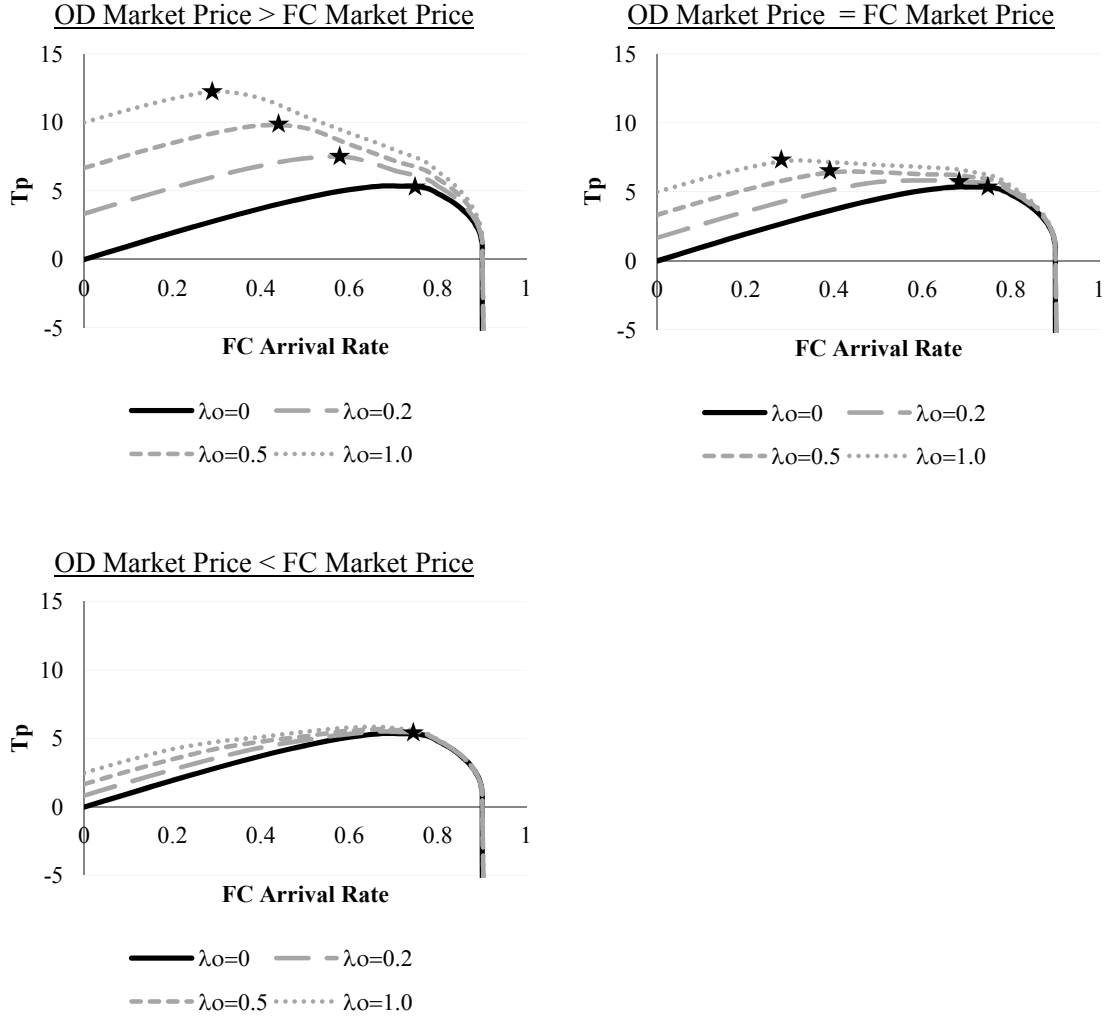 OD Market Price > FC Market Price
15
10
5
0
-5
Tp
0 0.2 0.4 0.6 0.8 1
FC Arrival Rate
λo=0 λo=0.2
λo=0.5 λo=1.0
OD Market Price = FC Market Price
15
10
5
0
-5
Tp
0 0.2 0.4 0.6 0.8 1
FC Arrival Rate
λo=0 λo=0.2
λo=0.5 λo=1.0
OD Market Price < FC Market Price
15
10
5
0
-5
Tp
0 0.2 0.4 0.6 0.8 1
FC Arrival Rate
λo=0 λo=0.2
λo=0.5 λo=1.0